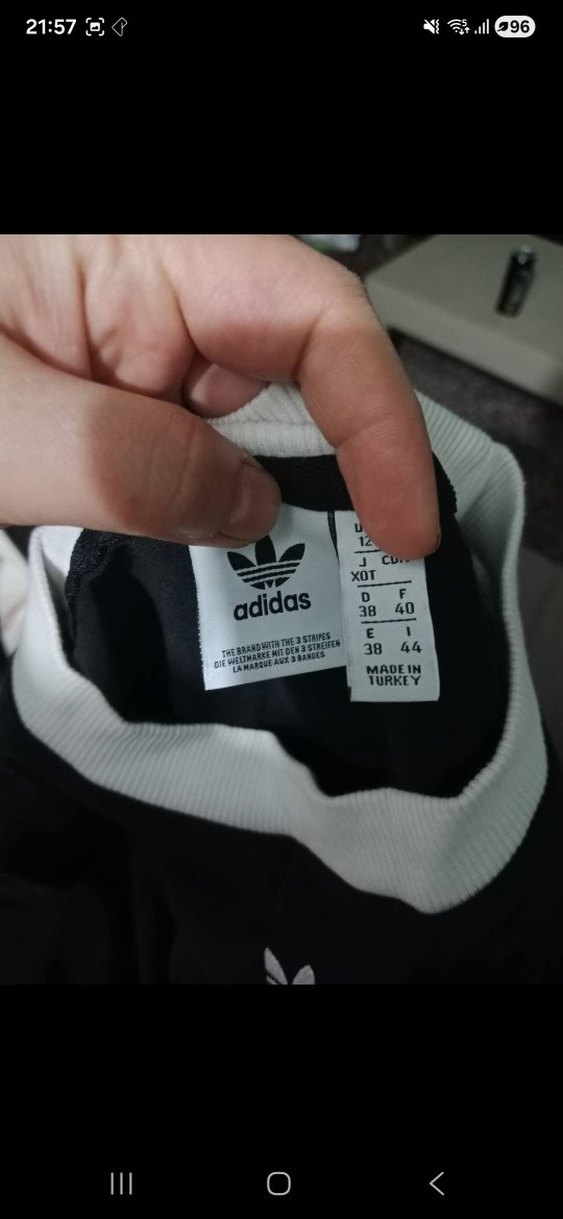 21:57
96
adidas
THE BRAND WITH THE 3 STRIPES
DIE WELTMARKE MIT DEN 3 STREIFEN
LA MARQUE AUX 3 BANDES
12
J
XOT
D F
38 40
E I
38 44
MADE IN
TURKEY